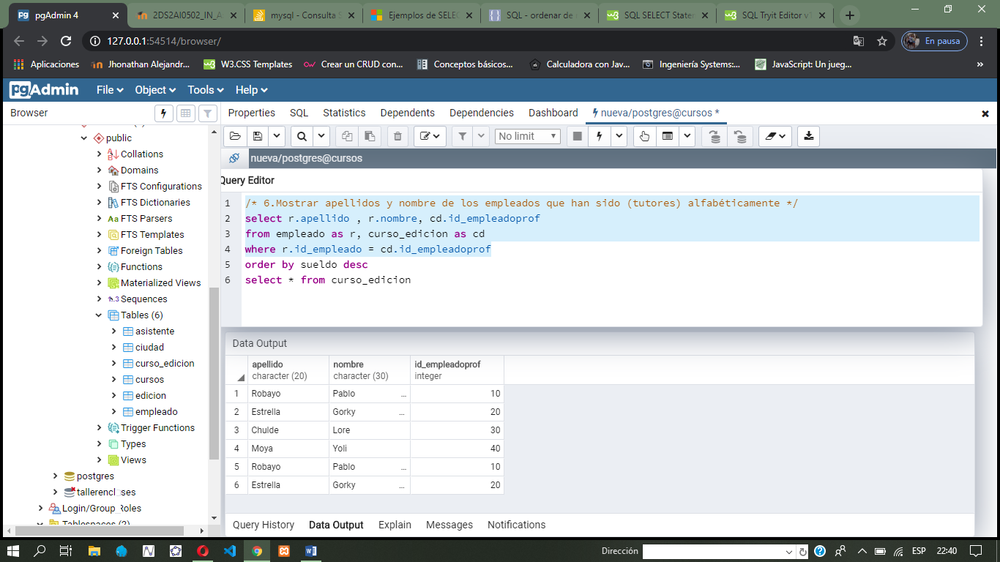 pgAdmin 4
2DS2AI0502_IN_A
mysql - Consulta S
Ejemplos de SELEC
SQL - ordenar de
SQL SELECT Statem
SQL Tryit Editor v
127.0.0.1:54514/browser/
En pausa
Aplicaciones
Jhonathan Alejandr...
W3.CSS Templates
Crear un CRUD con...
Conceptos básicos...
Calculadora con Jav...
Ingeniería Systems:...
JavaScript: Un jueg...
pgAdmin
File
Object
Tools
Help
Browser
Properties
SQL
Statistics
Dependents
Dependencies
Dashboard
nueva/postgres@cursos *
No limit
nueva/postgres@cursos
public
Collations
Domains
FTS Configurations
FTS Dictionaries
FTS Parsers
FTS Templates
Foreign Tables
Functions
Materialized Views
Sequences
Tables (6)
asistente
ciudad
curso_edicion
cursos
edicion
empleado
Trigger Functions
Types
Views
postgres
tallerencl ses
Login/Group Roles
Tablespaces (2)
Query Editor
1 /* 6.Mostrar apellidos y nombre de los empleados que han sido (tutores) alfabéticamente */
2 select r.apellido , r.nombre, cd.id_empleadoprof
3 from empleado as r, curso_edicion as cd
4 where r.id_empleado = cd.id_empleadoprof
5 order by sueldo desc
6 select * from curso_edicion
Data Output
apellido nombre id_empleadoprof
character (20) character (30) integer
1 Robayo Pablo ... 10
2 Estrella Gorky ... 20
3 Chulde Lore 30
4 Moya Yoli 40
5 Robayo Pablo ... 10
6 Estrella Gorky ... 20
Query History
Data Output
Explain
Messages
Notifications
Dirección
ESP
22:40